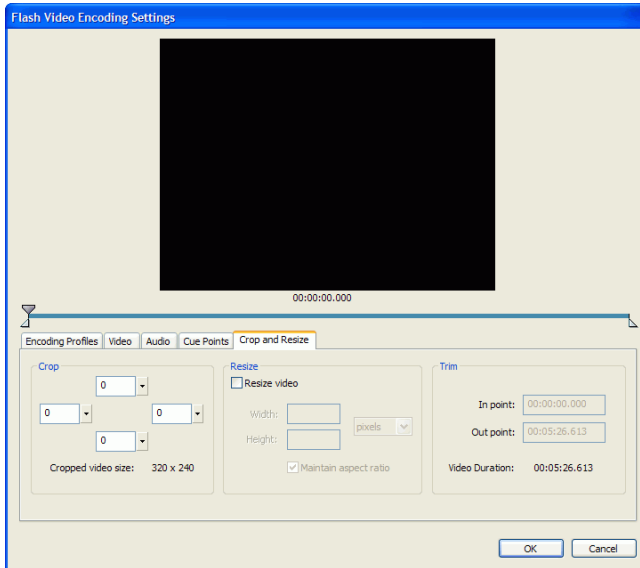 Flash Video Encoding Settings
00:00:00.000
Encoding Profiles Video Audio Cue Points Crop and Resize
Crop
0
0 0
0
Cropped video size: 320 x 240
Resize
Resize video
Width:
Height:
pixels
Maintain aspect ratio
Trim
In point: 00:00:00.000
Out point: 00:05:26.613
Video Duration: 00:05:26.613
OK Cancel